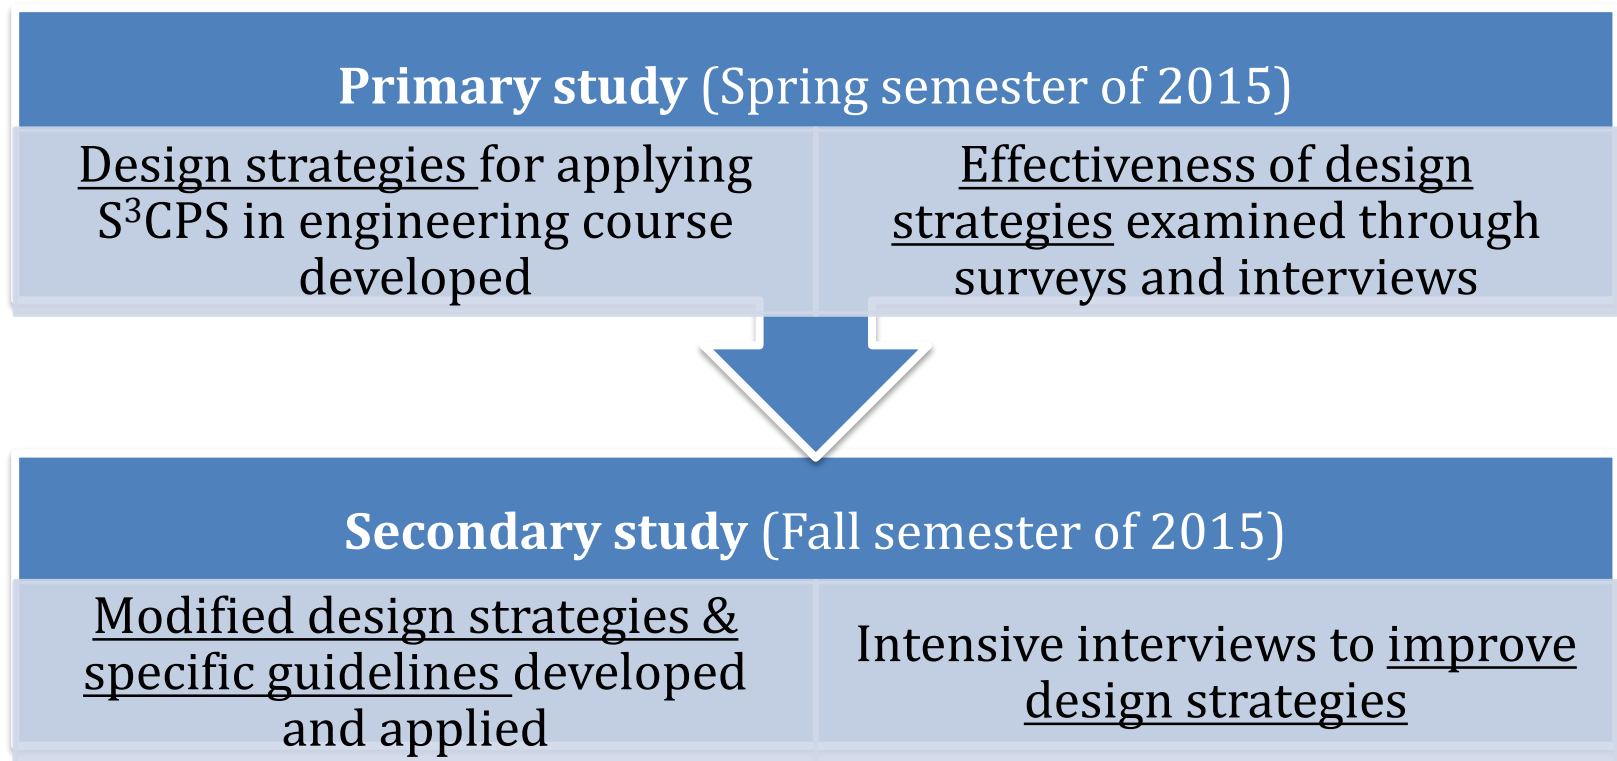 Primary study (Spring semester of 2015)
Design strategies for applying
S³CPS in engineering course
developed
Effectiveness of design
strategies examined through
surveys and interviews
Secondary study (Fall semester of 2015)
Modified design strategies &
specific guidelines developed
and applied
Intensive interviews to improve
design strategies